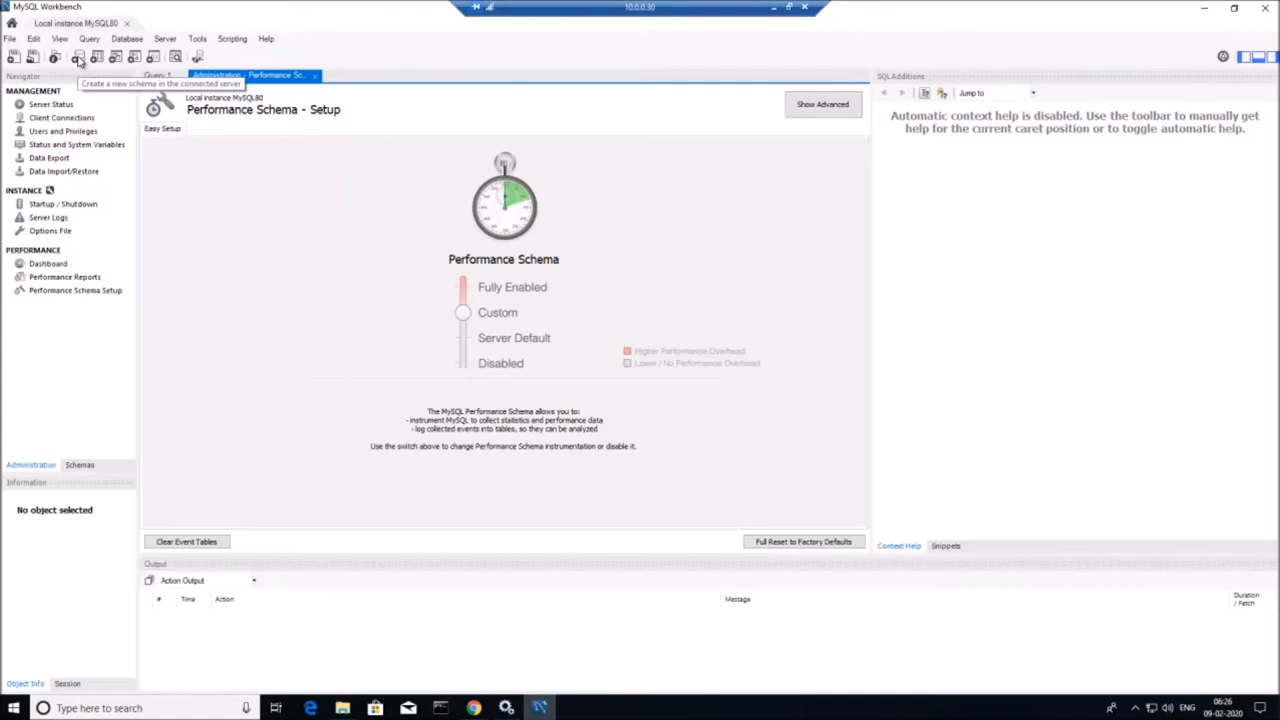 MySQL Workbench
10.0.0.30
Local instance MySQL80
File Edit View Query Database Server Tools Scripting Help
Create a new schema in the connected server
Navigator
Query 1
Administration - Performance Sc..
SQLAdditions
MANAGEMENT
Server Status
Client Connections
Users and Privileges
Status and System Variables
Data Export
Data Import/Restore
INSTANCE
Startup / Shutdown
Server Logs
Options File
PERFORMANCE
Dashboard
Performance Reports
Performance Schema Setup
Administration Schemas
Information
No object selected
Object Info Session
Local instance MySQL80
Performance Schema - Setup
Show Advanced
Easy Setup
Performance Schema
Fully Enabled
Custom
Server Default
Disabled
Higher Performance Overhead
Lower / No Performance Overhead
The MySQL Performance Schema allows you to:
- instrument MySQL to collect statistics and performance data
- log collected events into tables, so they can be analyzed
Use the switch above to change Performance Schema instrumentation or disable it.
Clear Event Tables
Full Reset to Factory Defaults
Jump to
Automatic context help is disabled. Use the toolbar to manually get
help for the current caret position or to toggle automatic help.
Context Help Snippets
Output
Action Output
# Time Action Message Duration / Fetch
Type here to search
ENG
06:26
09-02-2020